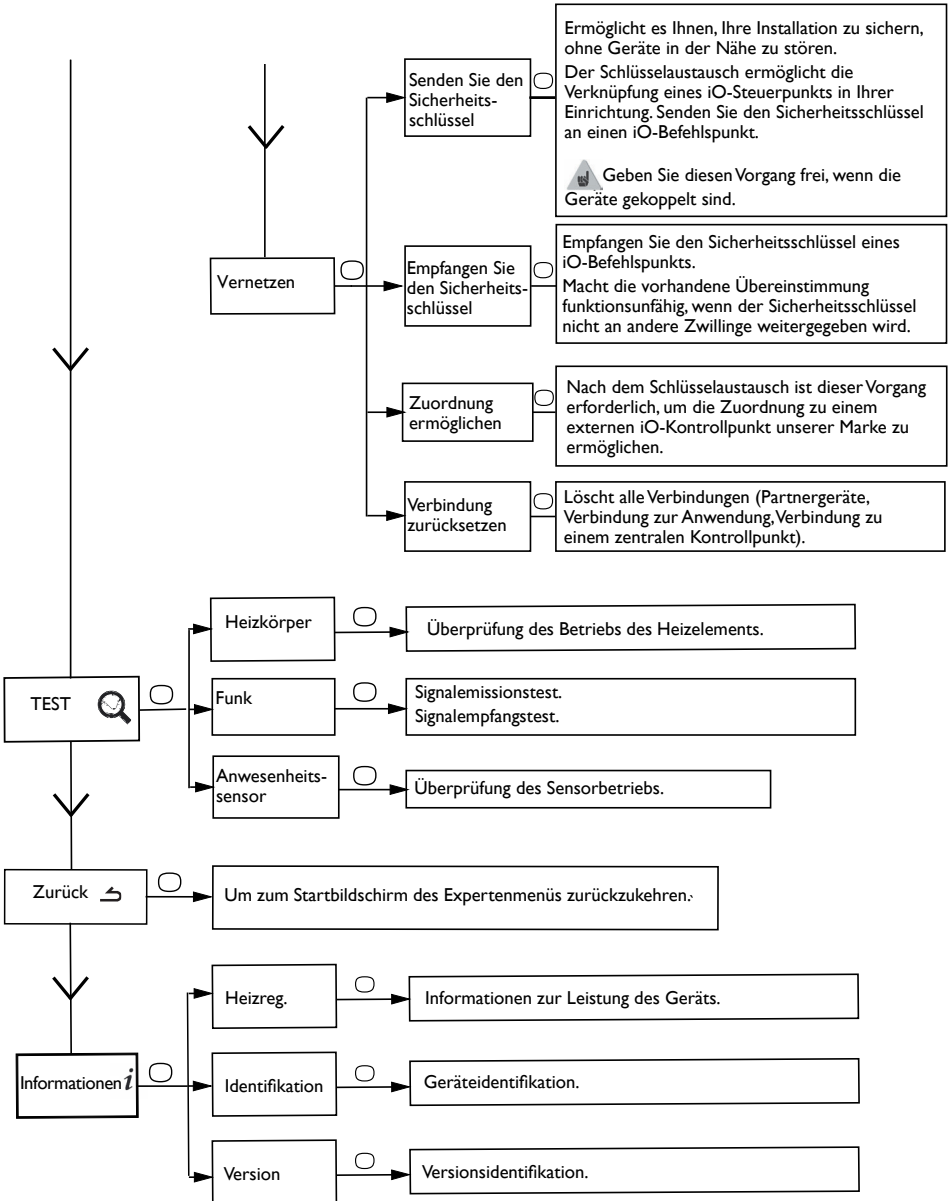 Senden Sie den
Sicherheits-
schlüssel
Ermöglicht es Ihnen, Ihre Installation zu sichern,
ohne Geräte in der Nähe zu stören.
Der Schlüsselaustausch ermöglicht die
Verknüpfung eines iO-Steuerpunkts in Ihrer
Einrichtung. Senden Sie den Sicherheitsschlüssel
an einen iO-Befehlspunkt.
Geben Sie diesen Vorgang frei, wenn die
Geräte gekoppelt sind.
Vernetzen
Empfangen Sie
den Sicherheits-
schlüssel
Empfangen Sie den Sicherheitsschlüssel eines
iO-Befehlspunkts.
Macht die vorhandene Übereinstimmung
funktionsunfähig, wenn der Sicherheitsschlüssel
nicht an andere Zwillinge weitergegeben wird.
Zuordnung
ermöglichen
Nach dem Schlüsselaustausch ist dieser Vorgang
erforderlich, um die Zuordnung zu einem
externen iO-Kontrollpunkt unserer Marke zu
ermöglichen.
Verbindung
zurücksetzen
Löscht alle Verbindungen (Partnergeräte,
Verbindung zur Anwendung, Verbindung zu
einem zentralen Kontrollpunkt).
TEST
Heizkörper
Überprüfung des Betriebs des Heizelements.
Funk
Signalemissionstest.
Signalempfangstest.
Anwesenheits-
sensor
Überprüfung des Sensorbetriebs.
Zurück
Um zum Startbildschirm des Expertenmenüs zurückzukehren.
Informationen i
Heizreg.
Informationen zur Leistung des Geräts.
Identifikation
Geräteidentifikation.
Version
Versionsidentifikation.